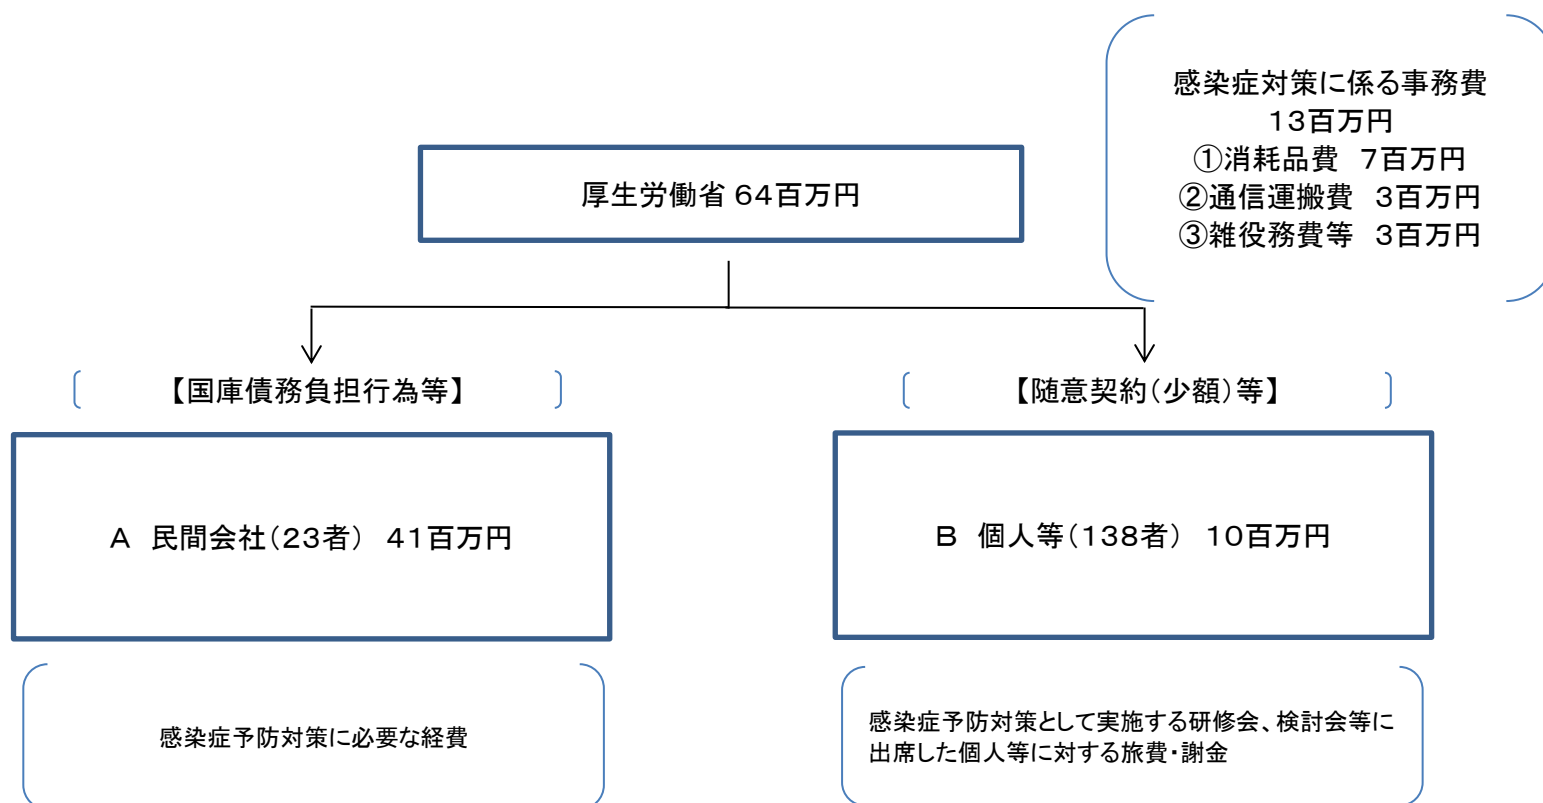 感染症対策に係る事務費
13百万円
①消耗品費　7百万円
②通信運搬費　3百万円
③雑役務費等　3百万円
厚生労働省 64百万円
【国庫債務負担行為等】
【随意契約（少額）等】
A　民間会社（23者）　41百万円
B　個人等（138者）　10百万円
感染症予防対策に必要な経費
感染症予防対策として実施する研修会、検討会等に
出席した個人等に対する旅費・謝金